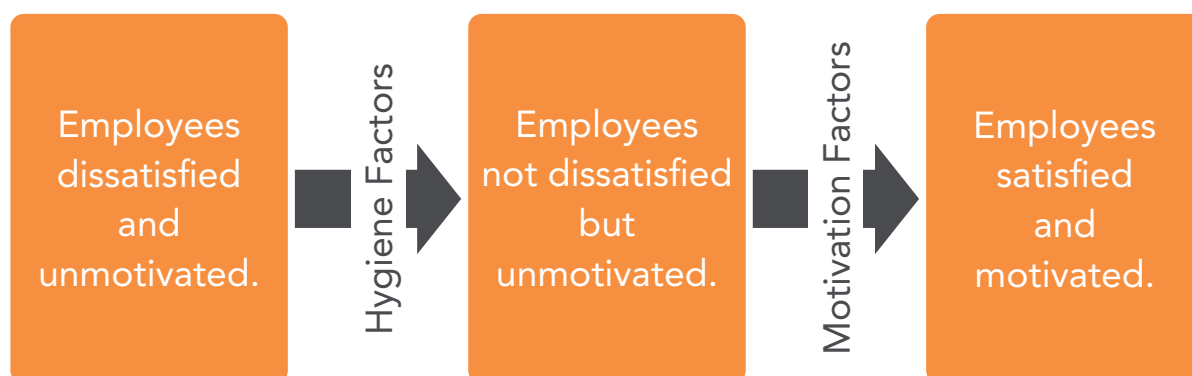 Employees
dissatisfied
and
unmotivated.
Hygiene Factors
Employees
not dissatisfied
but
unmotivated.
Motivation Factors
Employees
satisfied
and
motivated.